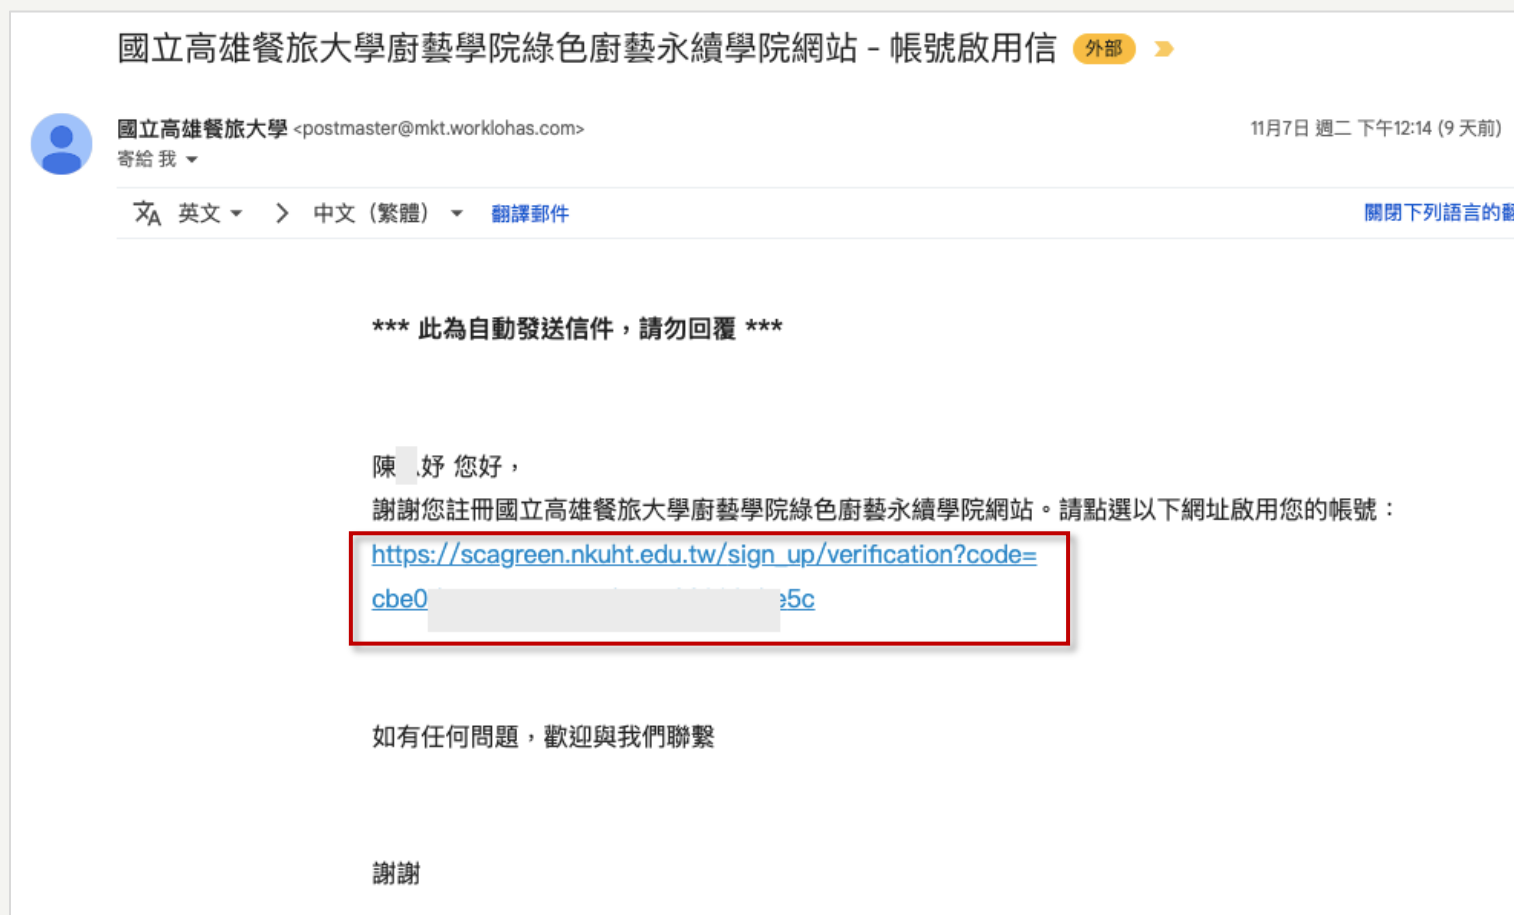 國立高雄餐旅大學廚藝學院綠色廚藝永續學院網站 - 帳號啟用信 外部
國立高雄餐旅大學 <postmaster@mkt.worklohas.com>
11月7日 週二 下午12:14 (9 天前)
寄給 我
英文 中文（繁體） 翻譯郵件
關閉下列語言的翻
*** 此為自動發送信件，請勿回覆 ***
陳 妤 您好，
謝謝您註冊國立高雄餐旅大學廚藝學院綠色廚藝永續學院網站。請點選以下網址啟用您的帳號：
https://scagreen.nkuht.edu.tw/sign_up/verification?code=
cbe0 e5c
如有任何問題，歡迎與我們聯繫
謝謝